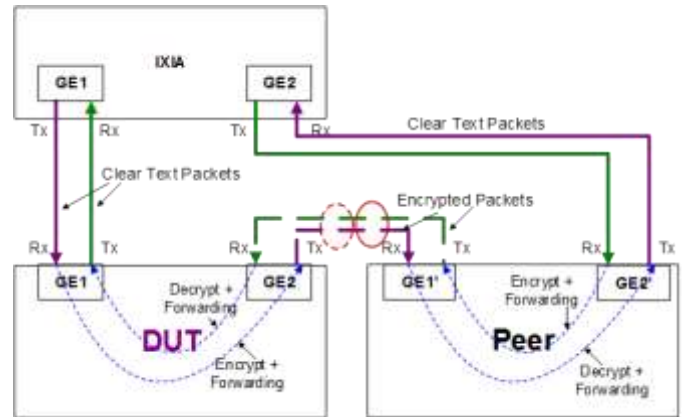 IXIA
GE1
GE2
Tx
Rx
Tx
Rx
Clear Text Packets
Clear Text Packets
Encrypted Packets
Rx
Tx
Rx
Tx
Rx
Tx
Rx
Tx
GE1
GE2
GE1'
GE2'
Decrypt +
Forwarding
Encrypt +
Forwarding
DUT
Peer
Encrypt +
Forwarding
Decrypt +
Forwarding